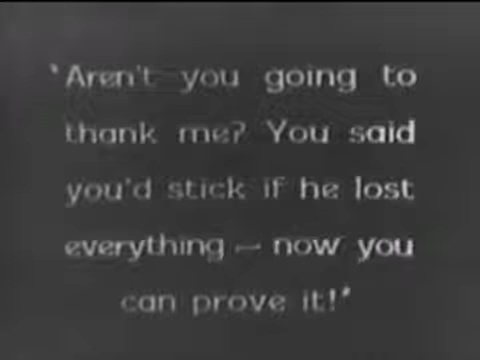 ‘Aren't you going to
thank me? You said
you'd stick if he lost
everything — now you
can prove it!’